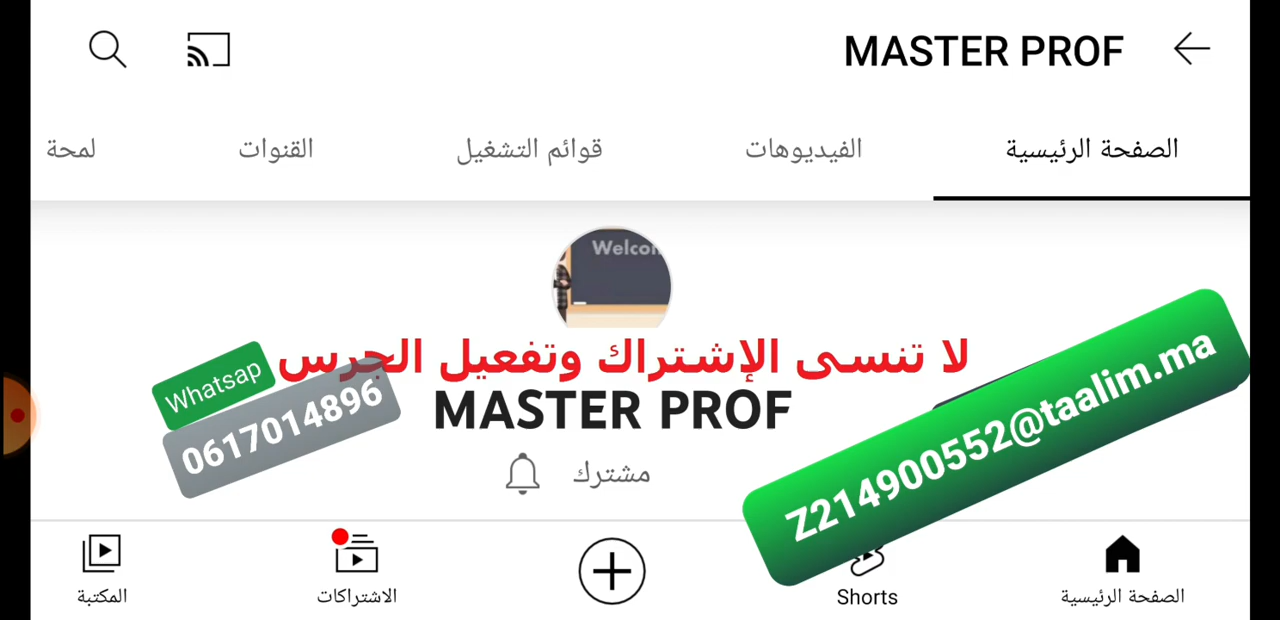 MASTER PROF
الصفحة الرئيسية
الفيديوهات
قوائم التشغيل
القنوات
لمحة
Welcom
لا تنسى الإشتراك وتفعيل الجرس
Whatsap
0617014896
MASTER PROF
Z214900552@taalim.ma
مشترك
الصفحة الرئيسية
Shorts
الاشتراكات
المكتبة